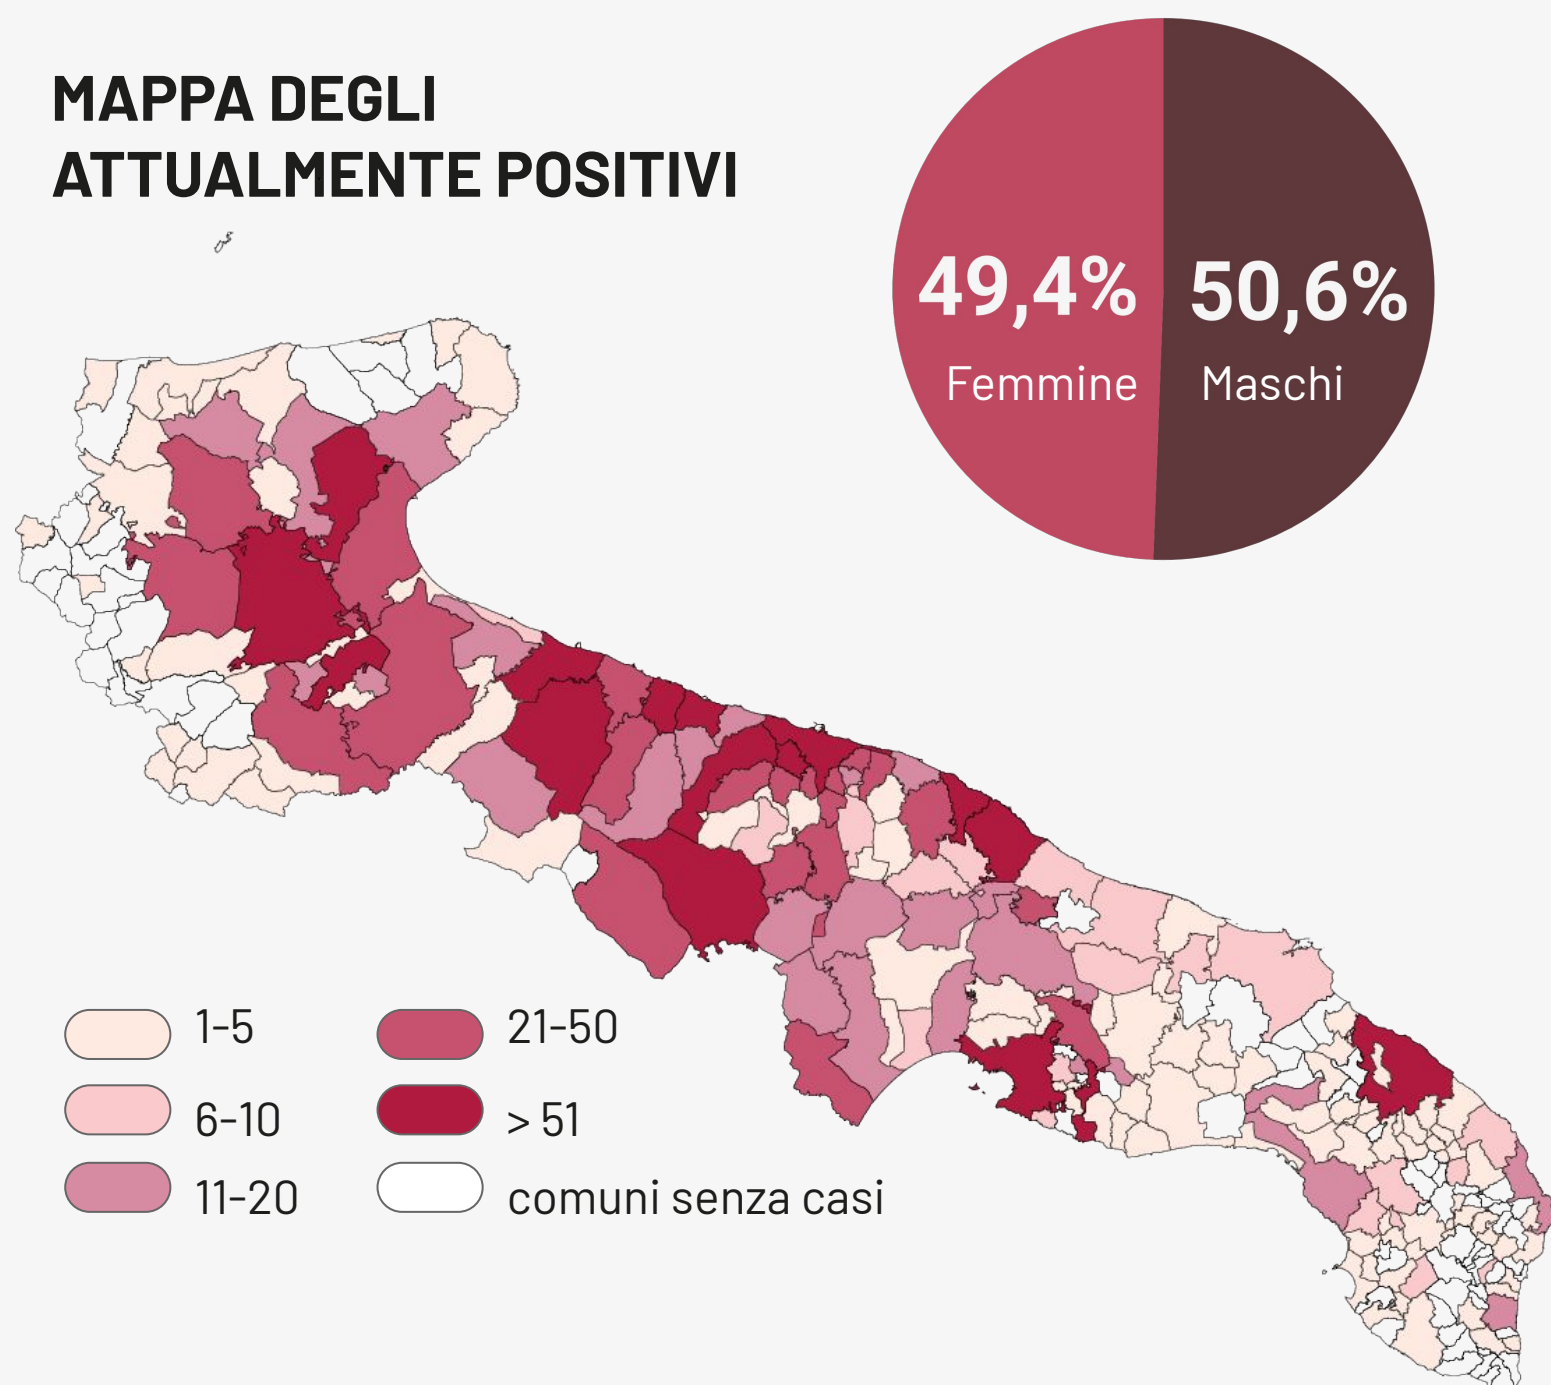 MAPPA DEGLI
ATTUALMENTE POSITIVI
49,4%
Femmine
50,6%
Maschi
1-5
6-10
11-20
21-50
> 51
comuni senza casi